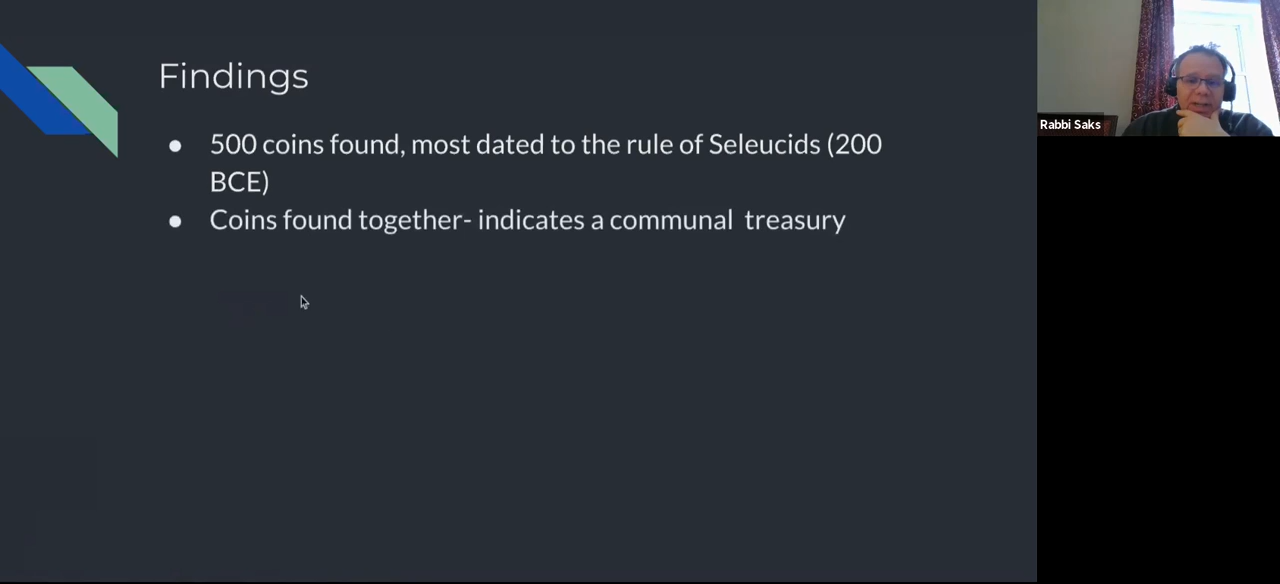 Findings
● 500 coins found, most dated to the rule of Seleucids (200
BCE)
● Coins found together- indicates a communal  treasury
Rabbi Saks